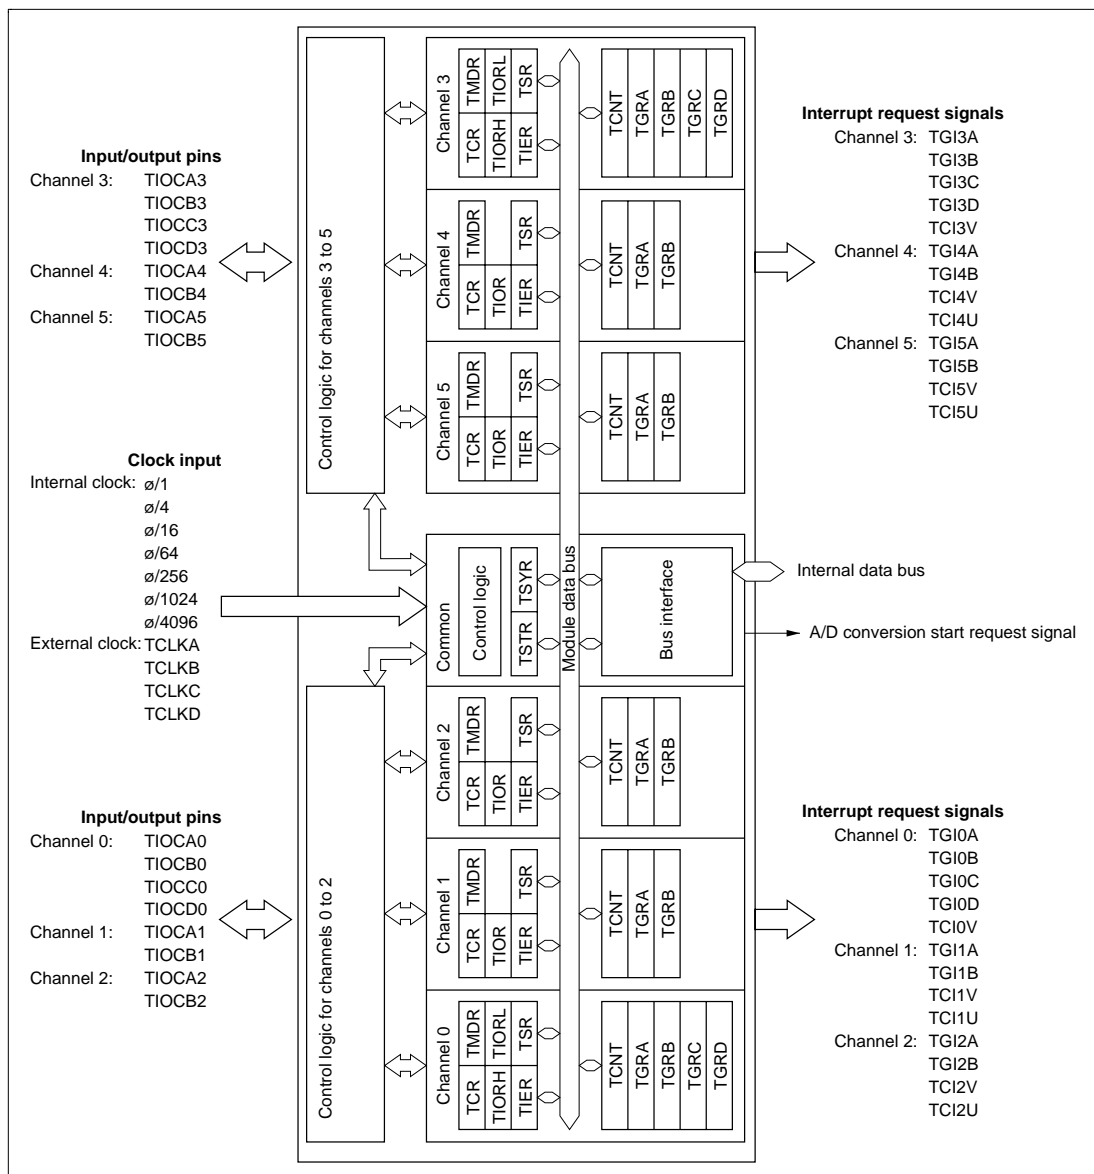 Input/output pins
Channel 3: TIOCA3
TIOCB3
TIOCC3
TIOCD3
Channel 4: TIOCA4
TIOCB4
Channel 5: TIOCA5
TIOCB5
Clock input
Internal clock: ø/1
ø/4
ø/16
ø/64
ø/256
ø/1024
ø/4096
External clock: TCLKA
TCLKB
TCLKC
TCLKD
Input/output pins
Channel 0: TIOCA0
TIOCB0
TIOCC0
TIOCD0
Channel 1: TIOCA1
TIOCB1
Channel 2: TIOCA2
TIOCB2
Control logic for channels 3 to 5
Control logic for channels 0 to 2
Channel 3
TCR TMDR
TIORH TIORL
TIER TSR
TCNT
TGRA
TGRB
TGRC
TGRD
Channel 4
TCR TMDR
TIOR
TIER TSR
TCNT
TGRA
TGRB
Channel 5
TCR TMDR
TIOR
TIER TSR
TCNT
TGRA
TGRB
Common
Control logic
TSTR TSYR
Module data bus
Bus interface
Channel 2
TCR TMDR
TIOR
TIER TSR
TCNT
TGRA
TGRB
Channel 1
TCR TMDR
TIOR
TIER TSR
TCNT
TGRA
TGRB
Channel 0
TCR TMDR
TIORH TIORL
TIER TSR
TCNT
TGRA
TGRB
TGRC
TGRD
Interrupt request signals
Channel 3: TGI3A
TGI3B
TGI3C
TGI3D
TCI3V
Channel 4: TGI4A
TGI4B
TCI4V
TCI4U
Channel 5: TGI5A
TGI5B
TCI5V
TCI5U
Internal data bus
A/D conversion start request signal
Interrupt request signals
Channel 0: TGI0A
TGI0B
TGI0C
TGI0D
TCI0V
Channel 1: TGI1A
TGI1B
TCI1V
TCI1U
Channel 2: TGI2A
TGI2B
TCI2V
TCI2U